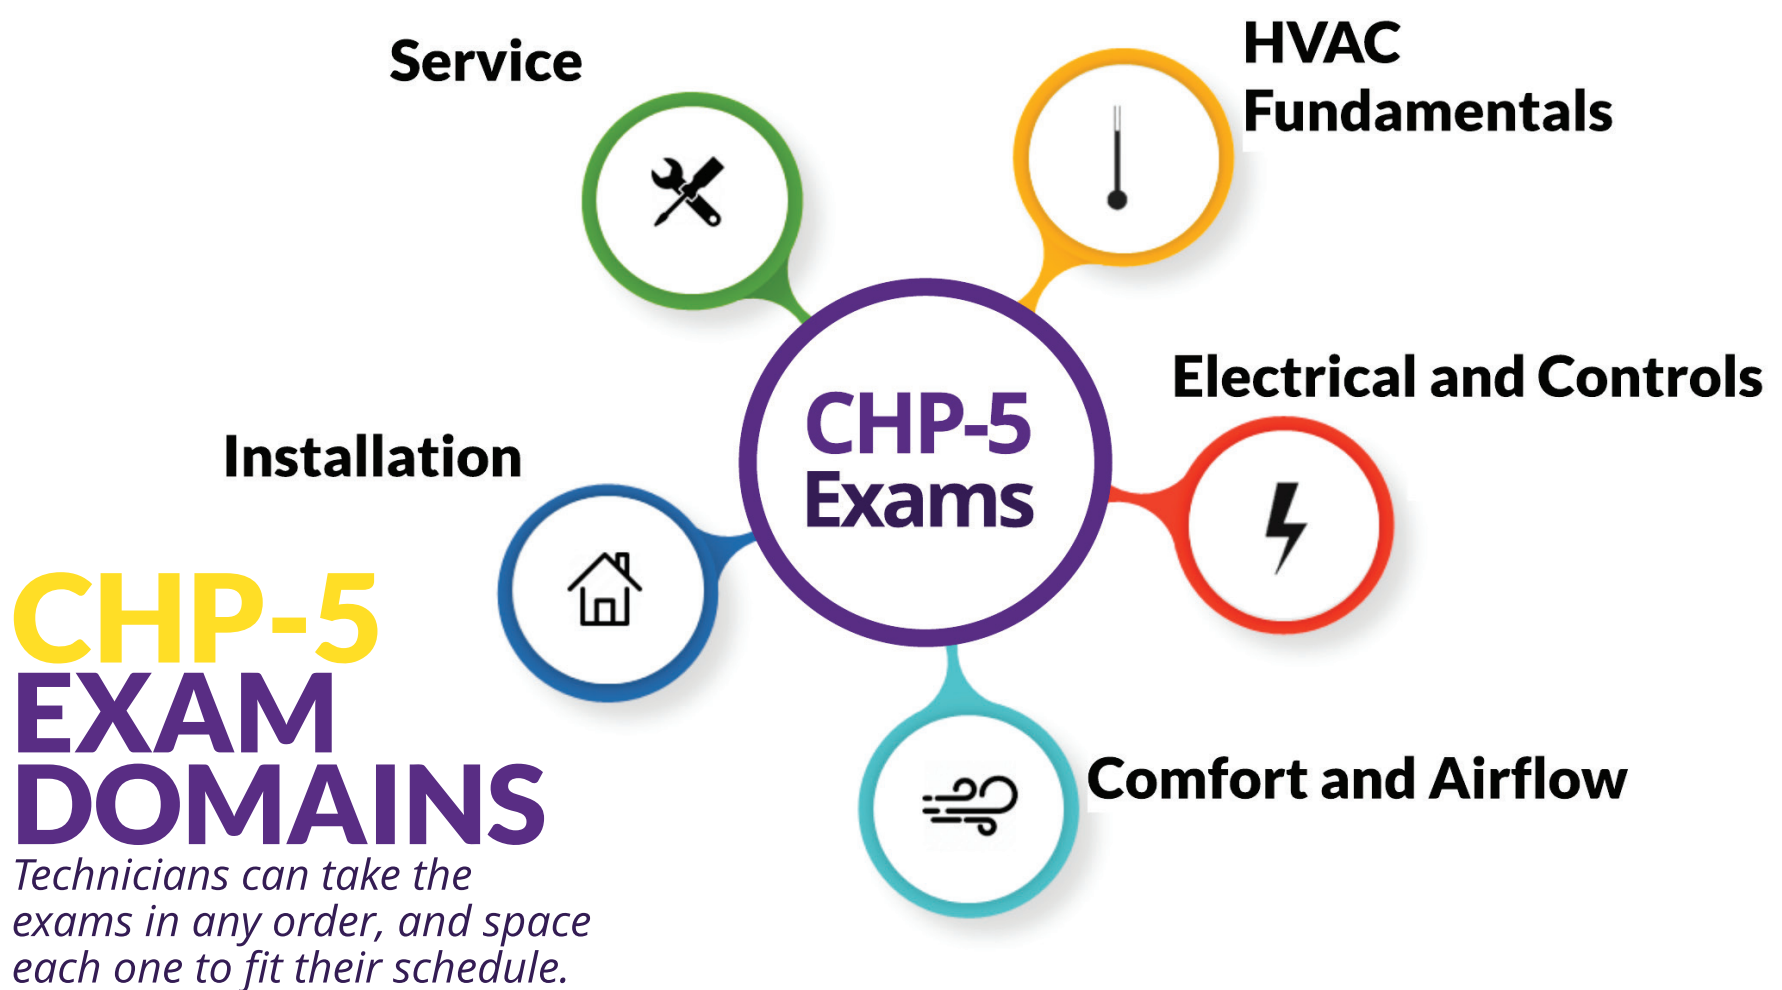 Service
HVAC
Fundamentals
Electrical and Controls
CHP-5
Exams
Installation
Comfort and Airflow
CHP-5
EXAM
DOMAINS
Technicians can take the
exams in any order, and space
each one to fit their schedule.